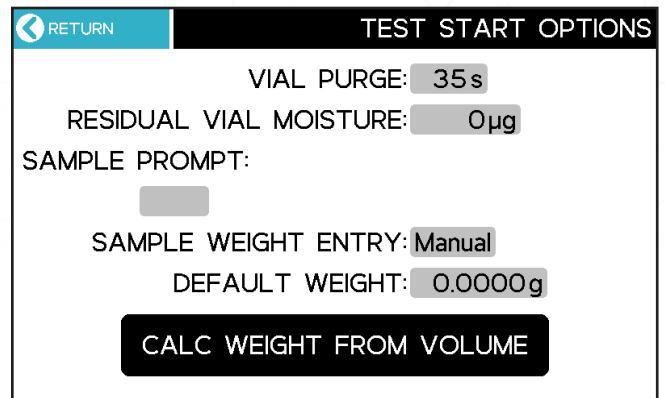 RETURN TEST START OPTIONS
VIAL PURGE: 35s
RESIDUAL VIAL MOISTURE: 0µg
SAMPLE PROMPT:
SAMPLE WEIGHT ENTRY: Manual
DEFAULT WEIGHT: 0.0000g
CALC WEIGHT FROM VOLUME